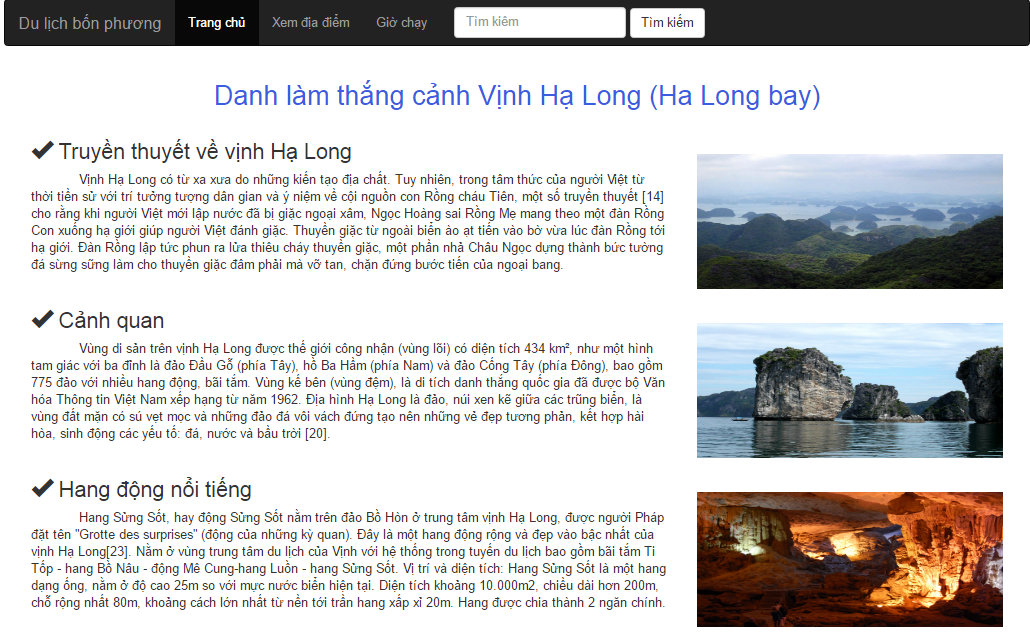 Du lịch bốn phương Trang chủ Xem địa điểm Giờ chạy Tìm kiêm Tìm kiếm
Danh làm thắng cảnh Vịnh Hạ Long (Ha Long bay)
Truyền thuyết về vịnh Hạ Long
Vịnh Hạ Long có từ xa xưa do những kiến tạo địa chất. Tuy nhiên, trong tâm thức của người Việt từ
thời tiền sử với trí tưởng tượng dân gian và ý niệm về cội nguồn con Rồng cháu Tiên, một số truyền thuyết [14]
cho rằng khi người Việt mới lập nước đã bị giặc ngoại xâm, Ngọc Hoàng sai Rồng Mẹ mang theo một đàn Rồng
Con xuống hạ giới giúp người Việt đánh giặc. Thuyền giặc từ ngoài biển ào ạt tiến vào bờ vừa lúc đàn Rồng tới
hạ giới. Đàn Rồng lập tức phun ra lửa thiêu cháy thuyền giặc, một phần nhả Châu Ngọc dựng thành bức tường
đá sừng sững làm cho thuyền giặc đâm phải mà vỡ tan, chặn đứng bước tiến của ngoại bang.
Cảnh quan
Vùng di sản trên vịnh Hạ Long được thế giới công nhận (vùng lõi) có diện tích 434 km², như một hình
tam giác với ba đỉnh là đảo Đầu Gỗ (phía Tây), hồ Ba Hầm (phía Nam) và đảo Cống Tây (phía Đông), bao gồm
775 đảo với nhiều hang động, bãi tắm. Vùng kế bên (vùng đệm), là di tích danh thắng quốc gia đã được bộ Văn
hóa Thông tin Việt Nam xếp hạng từ năm 1962. Địa hình Hạ Long là đảo, núi xen kẽ giữa các trũng biển, là
vùng đất mặn có sú vẹt mọc và những đảo đá vôi vách đứng tạo nên những vẻ đẹp tương phản, kết hợp hài
hòa, sinh động các yếu tố: đá, nước và bầu trời [20].
Hang động nổi tiếng
Hang Sửng Sốt, hay động Sửng Sốt nằm trên đảo Bồ Hòn ở trung tâm vịnh Hạ Long, được người Pháp
đặt tên "Grotte des surprises" (động của những kỳ quan). Đây là một hang động rộng và đẹp vào bậc nhất của
vịnh Hạ Long[23]. Nằm ở vùng trung tâm du lịch của Vịnh với hệ thống trong tuyến du lịch bao gồm bãi tắm Ti
Tốp - hang Bồ Nâu - động Mê Cung-hang Luồn - hang Sửng Sốt. Vị trí và diện tích: Hang Sửng Sốt là một hang
dạng ống, nằm ở độ cao 25m so với mực nước biển hiện tại. Diện tích khoảng 10.000m2, chiều dài hơn 200m,
chỗ rộng nhất 80m, khoảng cách lớn nhất từ nền tới trần hang xấp xỉ 20m. Hang được chia thành 2 ngăn chính.